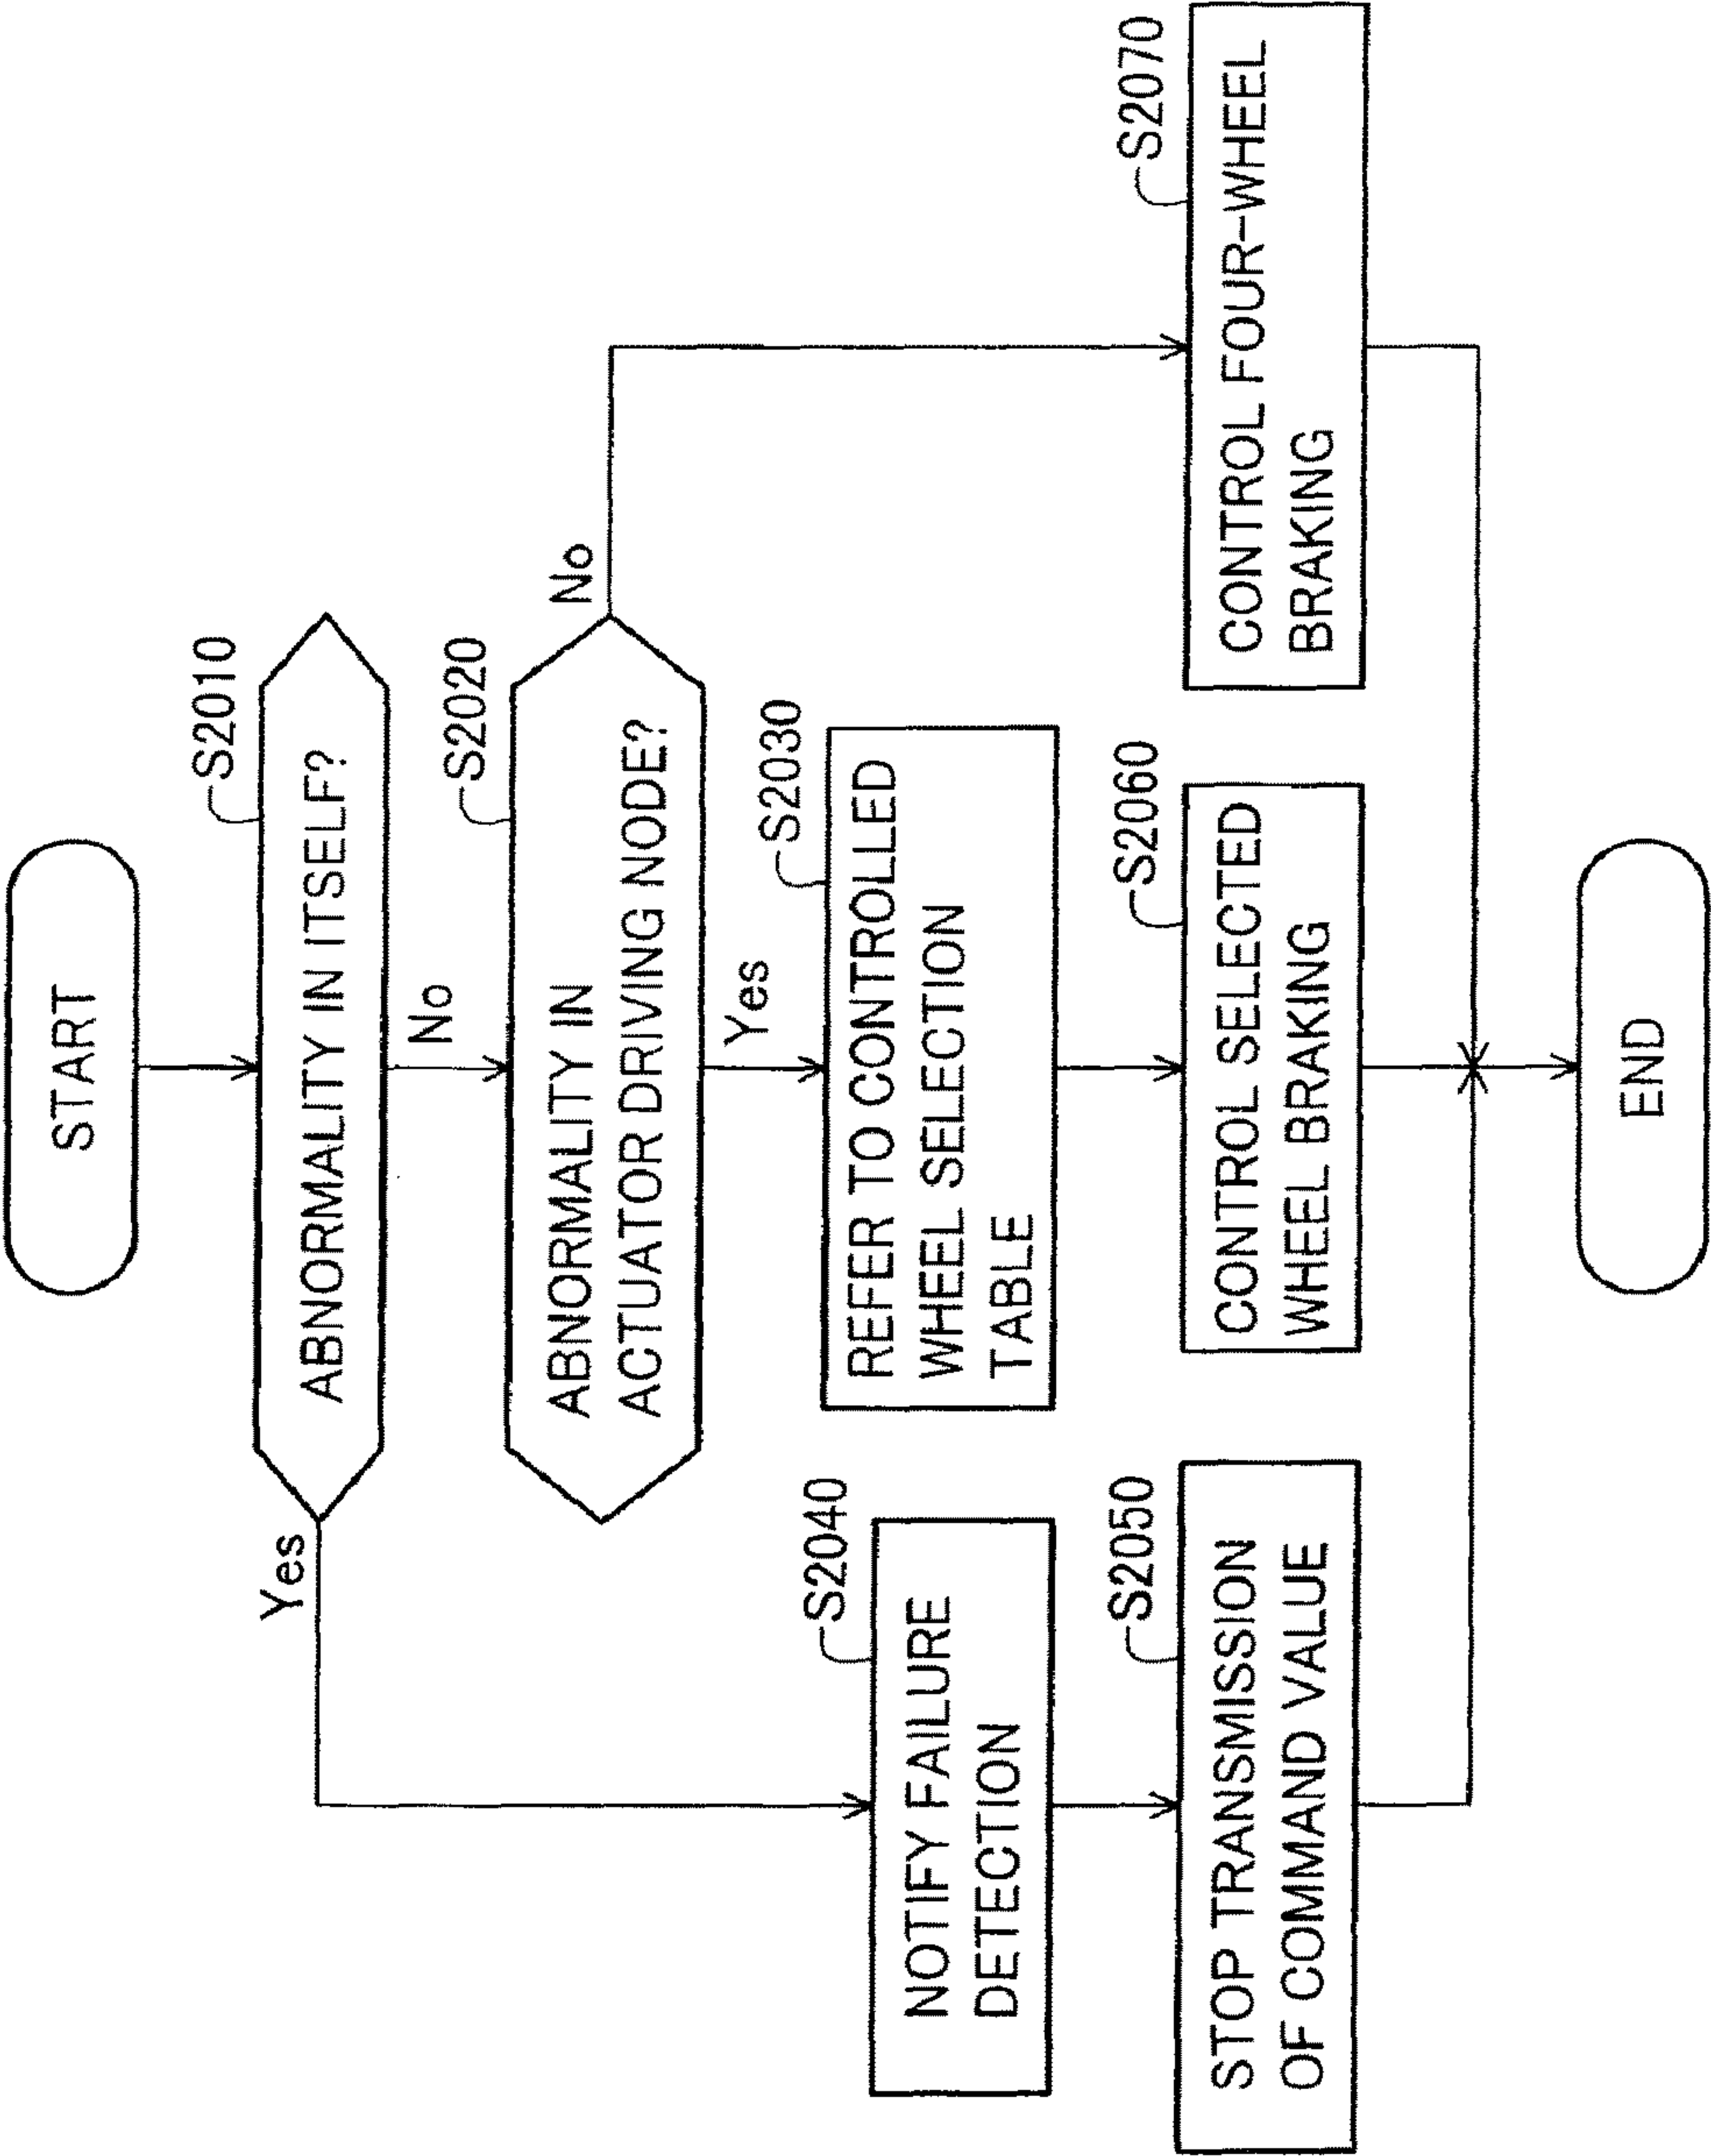 START
S2010
ABNORMALITY IN ITSELF?
Yes
No
S2020
ABNORMALITY IN
ACTUATOR DRIVING NODE?
No
Yes
S2030
REFER TO CONTROLLED
WHEEL SELECTION
TABLE
S2040
NOTIFY FAILURE
DETECTION
S2050
STOP TRANSMISSION
OF COMMAND VALUE
S2060
CONTROL SELECTED
WHEEL BRAKING
S2070
CONTROL FOUR-WHEEL
BRAKING
END